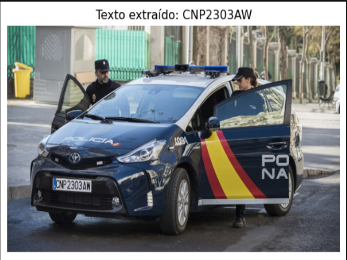 Texto extraído: CNP2303AW
POLICIA
PO
NA
CNP2303AW